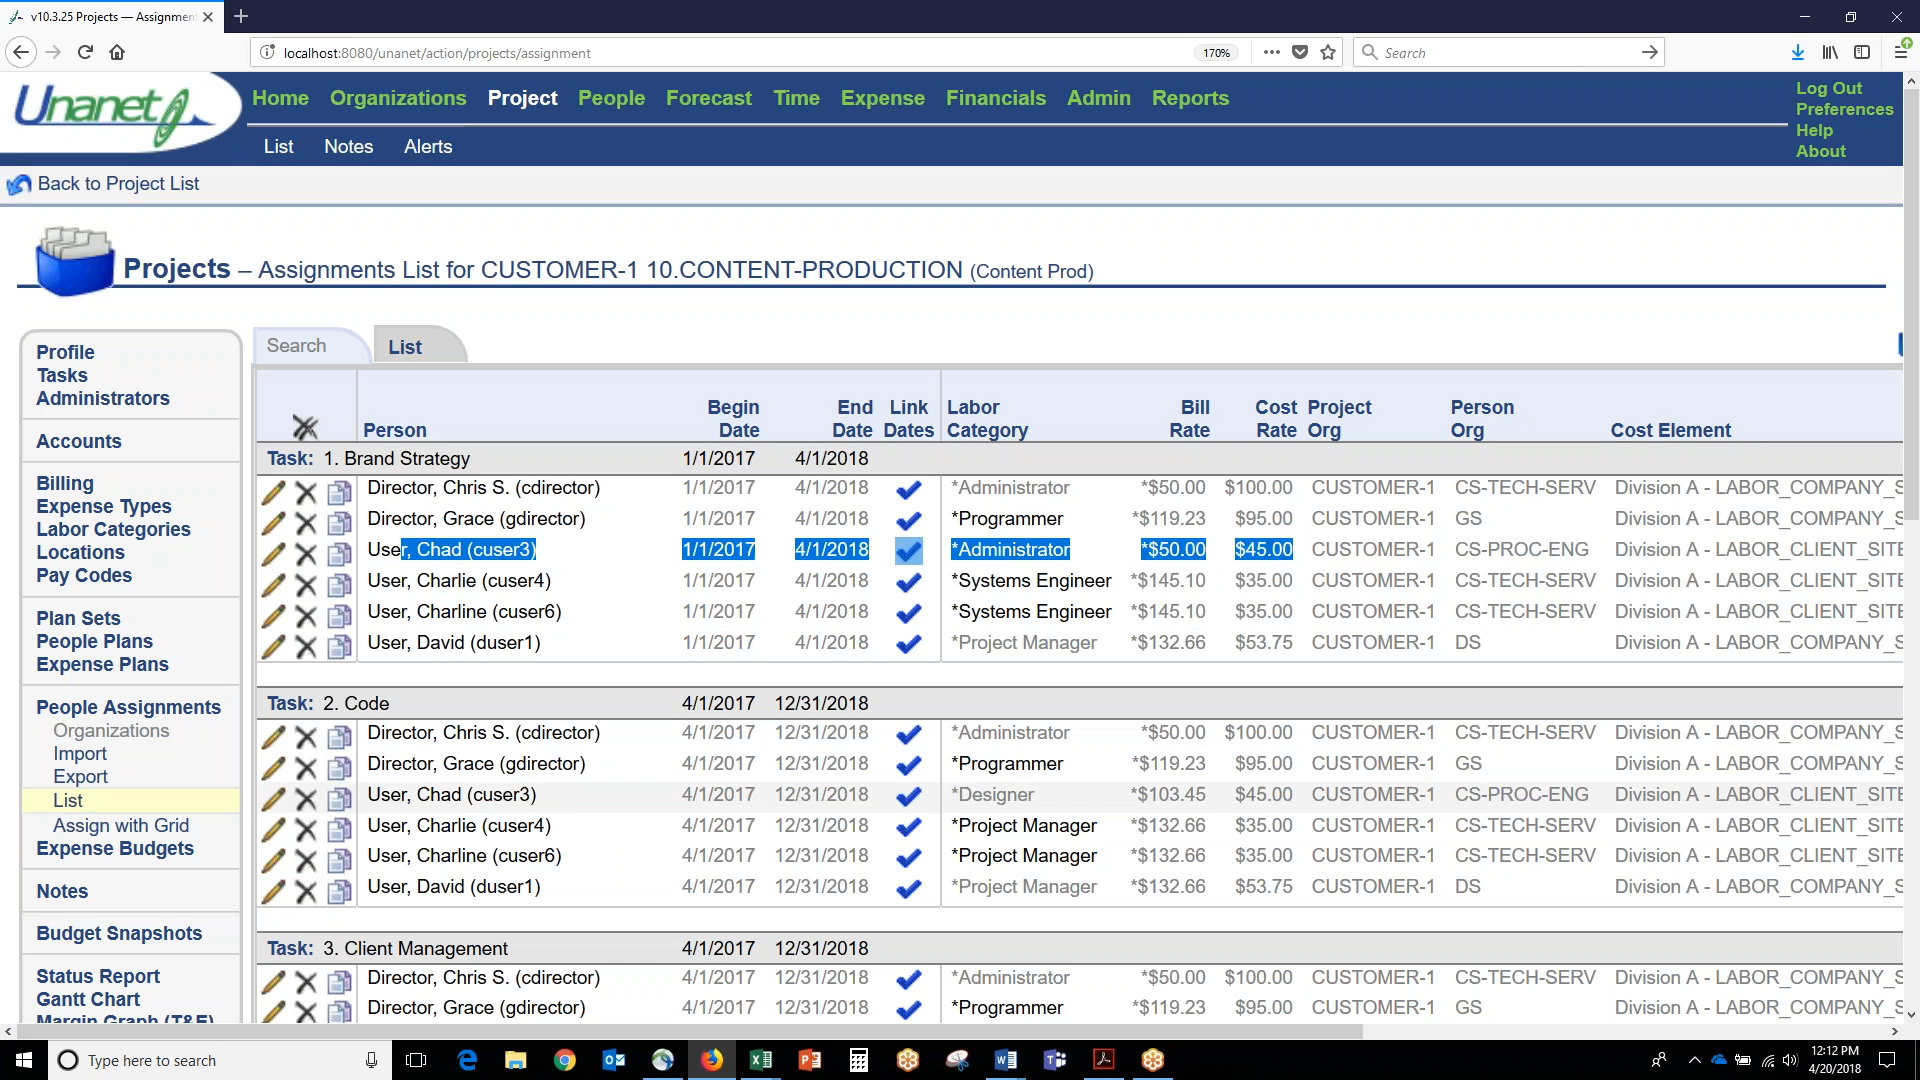 v10.3.25 Projects — Assignmen
localhost:8080/unanet/action/projects/assignment
170%
Search
Unanet
Home Organizations Project People Forecast Time Expense Financials Admin Reports
Log Out
Preferences
Help
About
List Notes Alerts
Back to Project List
Projects – Assignments List for CUSTOMER-1 10.CONTENT-PRODUCTION (Content Prod)
Profile
Tasks
Administrators
Accounts
Billing
Expense Types
Labor Categories
Locations
Pay Codes
Plan Sets
People Plans
Expense Plans
People Assignments
Organizations
Import
Export
List
Assign with Grid
Expense Budgets
Notes
Budget Snapshots
Status Report
Gantt Chart
Margin Graph (T&E)
Search List
Person Begin Date End Date Link Dates Labor Category Bill Rate Cost Rate Project Org Person Org Cost Element
Task: 1. Brand Strategy 1/1/2017 4/1/2018
Director, Chris S. (cdirector) 1/1/2017 4/1/2018 *Administrator *$50.00 $100.00 CUSTOMER-1 CS-TECH-SERV Division A - LABOR_COMPANY_S
Director, Grace (gdirector) 1/1/2017 4/1/2018 *Programmer *$119.23 $95.00 CUSTOMER-1 GS Division A - LABOR_COMPANY_S
User, Chad (cuser3) 1/1/2017 4/1/2018 *Administrator *$50.00 $45.00 CUSTOMER-1 CS-PROC-ENG Division A - LABOR_CLIENT_SITE
User, Charlie (cuser4) 1/1/2017 4/1/2018 *Systems Engineer *$145.10 $35.00 CUSTOMER-1 CS-TECH-SERV Division A - LABOR_CLIENT_SITE
User, Charline (cuser6) 1/1/2017 4/1/2018 *Systems Engineer *$145.10 $35.00 CUSTOMER-1 CS-TECH-SERV Division A - LABOR_CLIENT_SITE
User, David (duser1) 1/1/2017 4/1/2018 *Project Manager *$132.66 $53.75 CUSTOMER-1 DS Division A - LABOR_COMPANY_S
Task: 2. Code 4/1/2017 12/31/2018
Director, Chris S. (cdirector) 4/1/2017 12/31/2018 *Administrator *$50.00 $100.00 CUSTOMER-1 CS-TECH-SERV Division A - LABOR_COMPANY_S
Director, Grace (gdirector) 4/1/2017 12/31/2018 *Programmer *$119.23 $95.00 CUSTOMER-1 GS Division A - LABOR_COMPANY_S
User, Chad (cuser3) 4/1/2017 12/31/2018 *Designer *$103.45 $45.00 CUSTOMER-1 CS-PROC-ENG Division A - LABOR_CLIENT_SITE
User, Charlie (cuser4) 4/1/2017 12/31/2018 *Project Manager *$132.66 $35.00 CUSTOMER-1 CS-TECH-SERV Division A - LABOR_CLIENT_SITE
User, Charline (cuser6) 4/1/2017 12/31/2018 *Project Manager *$132.66 $35.00 CUSTOMER-1 CS-TECH-SERV Division A - LABOR_CLIENT_SITE
User, David (duser1) 4/1/2017 12/31/2018 *Project Manager *$132.66 $53.75 CUSTOMER-1 DS Division A - LABOR_COMPANY_S
Task: 3. Client Management 4/1/2017 12/31/2018
Director, Chris S. (cdirector) 4/1/2017 12/31/2018 *Administrator *$50.00 $100.00 CUSTOMER-1 CS-TECH-SERV Division A - LABOR_COMPANY_S
Director, Grace (gdirector) 4/1/2017 12/31/2018 *Programmer *$119.23 $95.00 CUSTOMER-1 GS Division A - LABOR_COMPANY_S
Type here to search
12:12 PM
4/20/2018